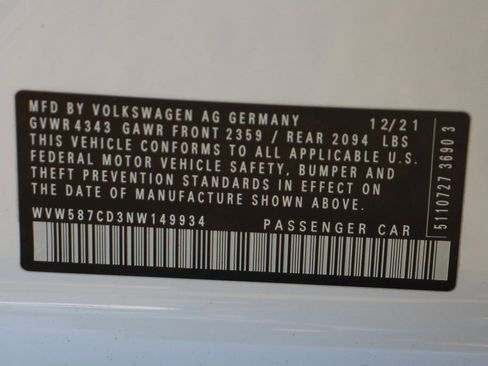 MFD BY VOLKSWAGEN AG GERMANY 12/21
GVWR 4343 GAWR FRONT 2359 / REAR 2094 LBS
THIS VEHICLE CONFORMS TO ALL APPLICABLE U.S.
FEDERAL MOTOR VEHICLE SAFETY, BUMPER AND
THEFT PREVENTION STANDARDS IN EFFECT ON
THE DATE OF MANUFACTURE SHOWN ABOVE.
WVW587CD3NW149934 PASSENGER CAR
5110727 3690 3